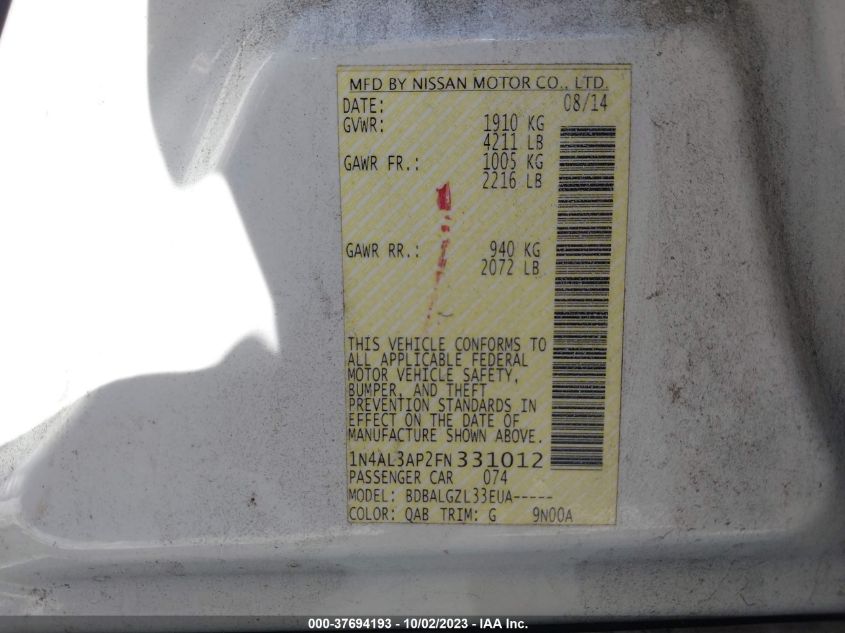 MFD BY NISSAN MOTOR CO., LTD.
DATE: 08/14
GVWR: 1910 KG
4211 LB
GAWR FR.: 1005 KG
2216 LB
GAWR RR.: 940 KG
2072 LB
THIS VEHICLE CONFORMS TO
ALL APPLICABLE FEDERAL
MOTOR VEHICLE SAFETY,
BUMPER, AND THEFT
PREVENTION STANDARDS IN
EFFECT ON THE DATE OF
MANUFACTURE SHOWN ABOVE.
1N4AL3AP2FN331012
PASSENGER CAR 074
MODEL: BDBALGZL33EUA-----
COLOR: QAB TRIM: G 9N00A
000-37694193 - 10/02/2023 - IAA Inc.